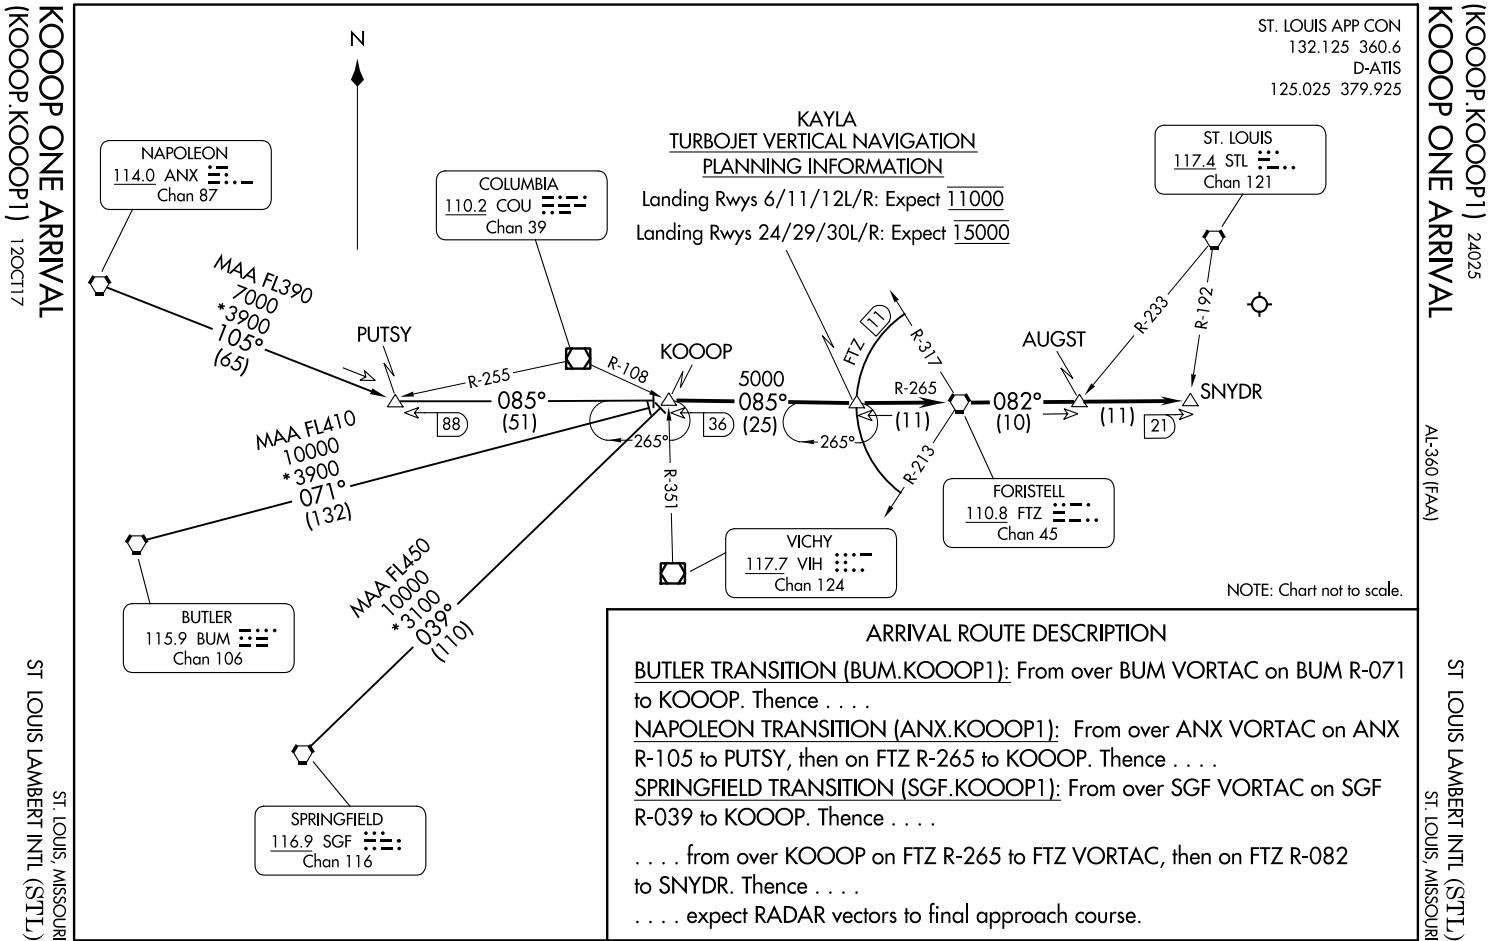 (KOOOP.KOOOP1) 12OCT17
KOOOP ONE ARRIVAL
ST LOUIS LAMBERT INTL (STL)
ST. LOUIS, MISSOURI
(KOOOP.KOOOP1) 24025
KOOOP ONE ARRIVAL
AL-360 (FAA)
ST LOUIS LAMBERT INTL (STL)
ST. LOUIS, MISSOURI
ST. LOUIS APP CON
132.125 360.6
D-ATIS
125.025 379.925
N
KAYLA
TURBOJET VERTICAL NAVIGATION
PLANNING INFORMATION
Landing Rwys 6/11/12L/R: Expect 11000
Landing Rwys 24/29/30L/R: Expect 15000
NAPOLEON
114.0 ANX
Chan 87
COLUMBIA
110.2 COU
Chan 39
ST. LOUIS
117.4 STL
Chan 121
MAA FL390
7000
*3900
105°
(65)
PUTSY
R-255
R-108
KOOOP
FTZ 11
R-317
AUGST
R-233
R-192
SNYDR
88
085°
(51)
265°
36
5000
085°
(25)
265°
R-265
(11)
082°
(10)
(11)
21
R-213
R-351
MAA FL410
10000
*3900
071°
(132)
MAA FL450
10000
*3100
039°
(110)
FORISTELL
110.8 FTZ
Chan 45
VICHY
117.7 VIH
Chan 124
BUTLER
115.9 BUM
Chan 106
SPRINGFIELD
116.9 SGF
Chan 116
NOTE: Chart not to scale.
ARRIVAL ROUTE DESCRIPTION
BUTLER TRANSITION (BUM.KOOOP1): From over BUM VORTAC on BUM R-071
to KOOOP. Thence . . . .
NAPOLEON TRANSITION (ANX.KOOOP1): From over ANX VORTAC on ANX
R-105 to PUTSY, then on FTZ R-265 to KOOOP. Thence . . . .
SPRINGFIELD TRANSITION (SGF.KOOOP1): From over SGF VORTAC on SGF
R-039 to KOOOP. Thence . . . .
. . . . from over KOOOP on FTZ R-265 to FTZ VORTAC, then on FTZ R-082
to SNYDR. Thence . . . .
. . . . expect RADAR vectors to final approach course.